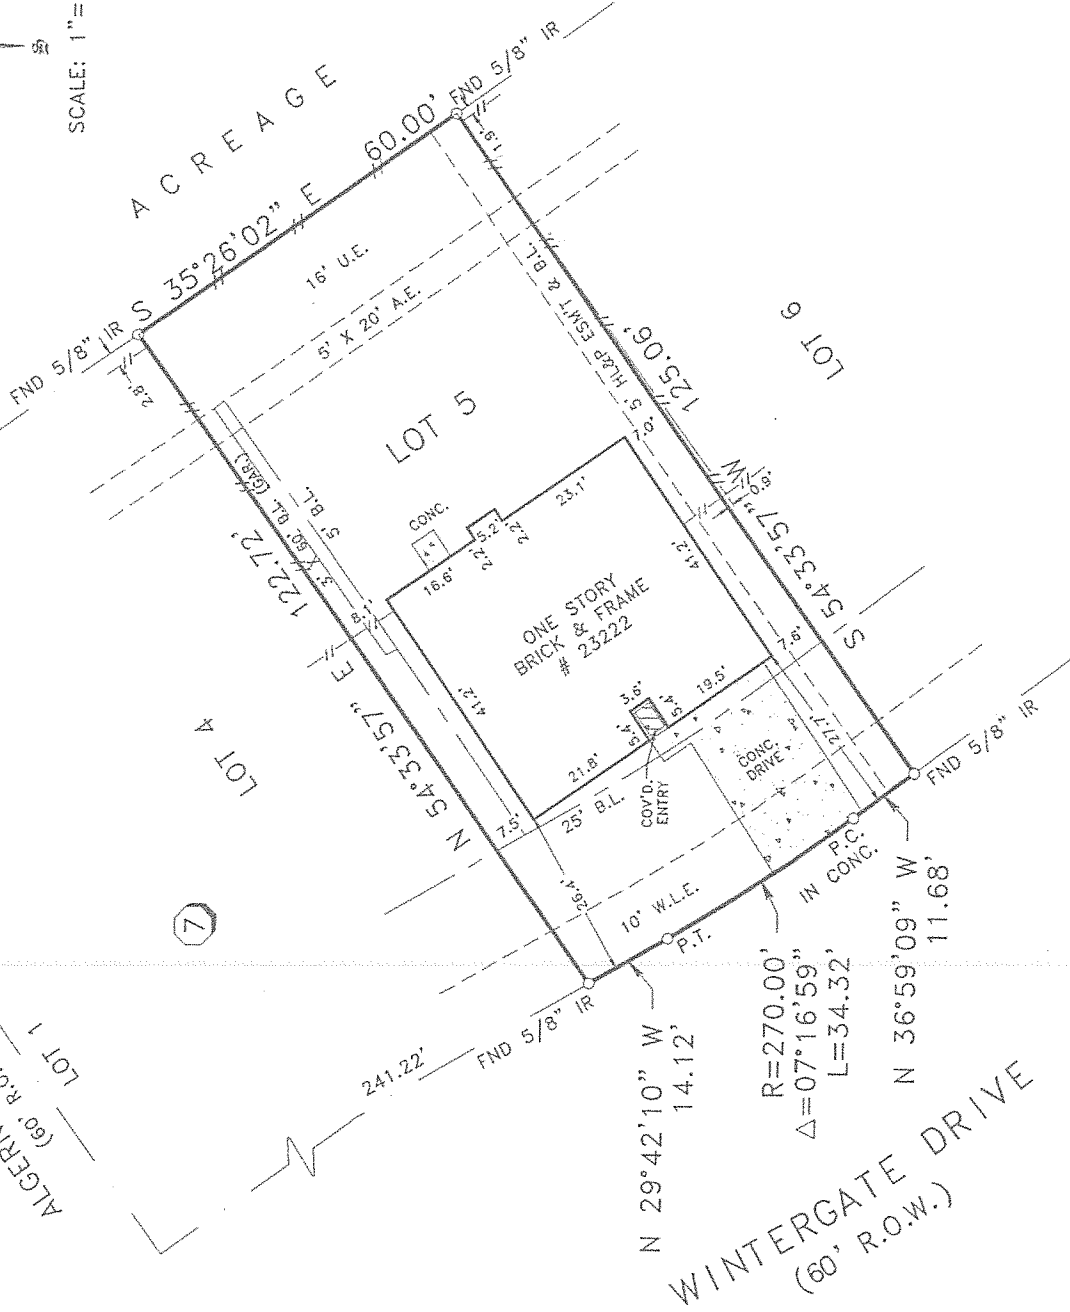 SCALE: 1"=
A C R E A G E
FND 5/8" IR
S 35°26'02" E 60.00'
FND 5/8" IR
2.8'
1.9'
16' U.E.
5' X 20' A.E.
LOT 5
5' HL&P ESM'T & B.L.
125.06'
LOT 6
122.72'
3' X 60' B.L. (GAR.)
5' B.L.
CONC.
4"
7.0'
16.6'
2.2'
5.2'
2.2'
23.1'
8.1'
0.9'
41.2'
41.2'
ONE STORY
BRICK & FRAME
# 23222
N 54°33'57" E
S 54°33'57" W
LOT 4
7
7.6'
3.6'
5.4'
5.4'
19.5'
21.8'
COV'D.
ENTRY
CONC.
DRIVE
27.7'
7.5'
25' B.L.
26.4'
10' W.L.E.
FND 5/8" IR
P.C.
IN CONC.
P.T.
FND 5/8" IR
LOT 1
(60' R.O.
241.22'
N 29°42'10" W
14.12'
R=270.00'
△=07°16'59"
L=34.32'
N 36°59'09" W
11.68'
WINTERGATE DRIVE
(60' R.O.W.)